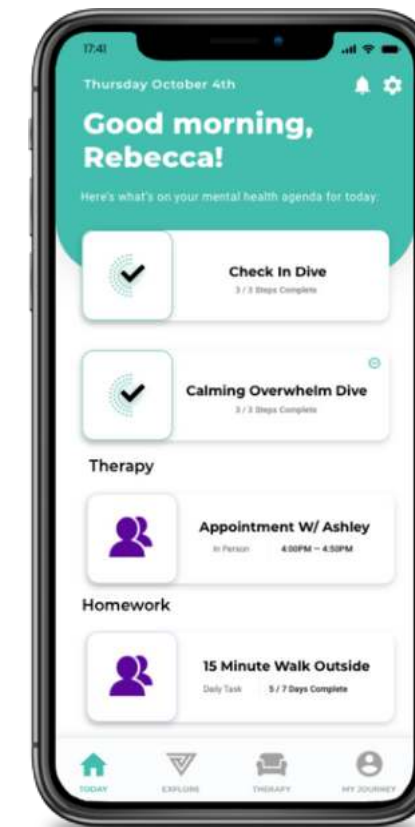 17:41
Thursday October 4th
Good morning,
Rebecca!
Here's what's on your mental health agenda for today:
Check In Dive
3 / 3 Steps Complete
Calming Overwhelm Dive
3 / 3 Steps Complete
Therapy
Appointment W/ Ashley
In Person 4:00PM — 4:50PM
Homework
15 Minute Walk Outside
Daily Task 5 / 7 Days Complete
TODAY EXPLORE THERAPY MY JOURNEY